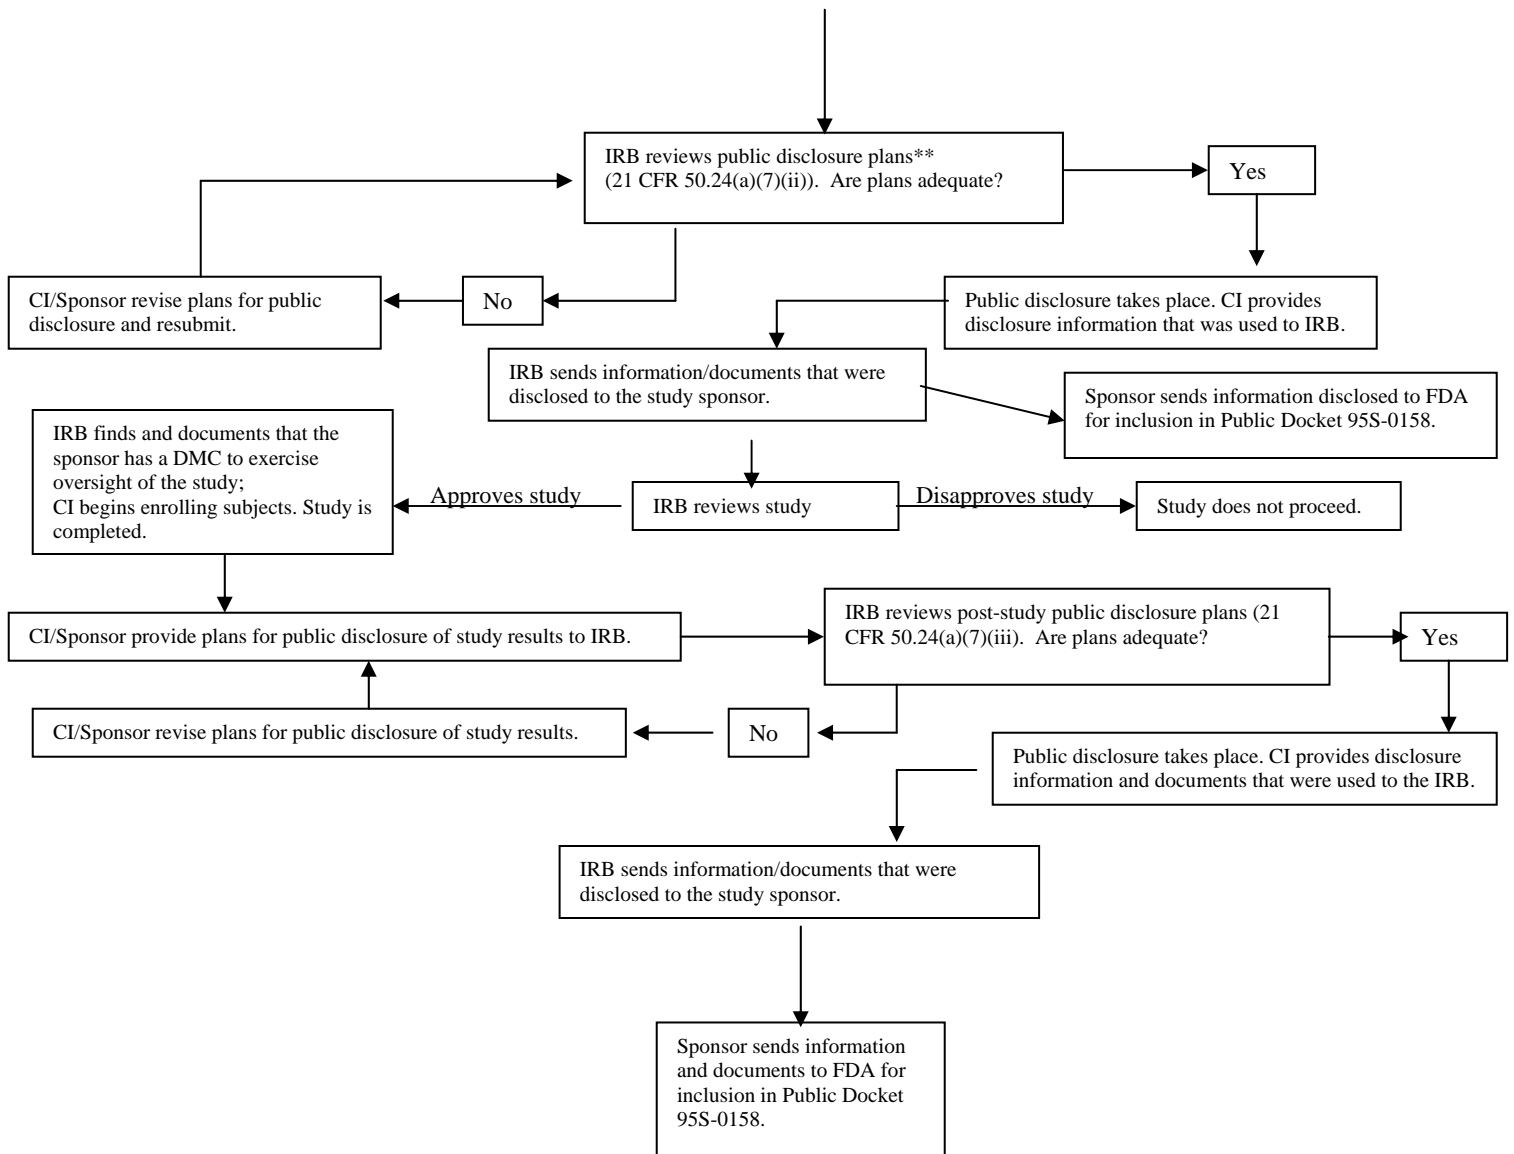 IRB reviews public disclosure plans**
(21 CFR 50.24(a)(7)(ii)).  Are plans adequate?
Yes
CI/Sponsor revise plans for public
disclosure and resubmit.
No
Public disclosure takes place. CI provides
disclosure information that was used to IRB.
IRB sends information/documents that were
disclosed to the study sponsor.
Sponsor sends information disclosed to FDA
for inclusion in Public Docket 95S-0158.
IRB finds and documents that the
sponsor has a DMC to exercise
oversight of the study;
CI begins enrolling subjects. Study is
completed.
Approves study
IRB reviews study
Disapproves study
Study does not proceed.
CI/Sponsor provide plans for public disclosure of study results to IRB.
IRB reviews post-study public disclosure plans (21
CFR 50.24(a)(7)(iii).  Are plans adequate?
Yes
CI/Sponsor revise plans for public disclosure of study results.
No
Public disclosure takes place. CI provides disclosure
information and documents that were used to the IRB.
IRB sends information/documents that were
disclosed to the study sponsor.
Sponsor sends information
and documents to FDA for
inclusion in Public Docket
95S-0158.